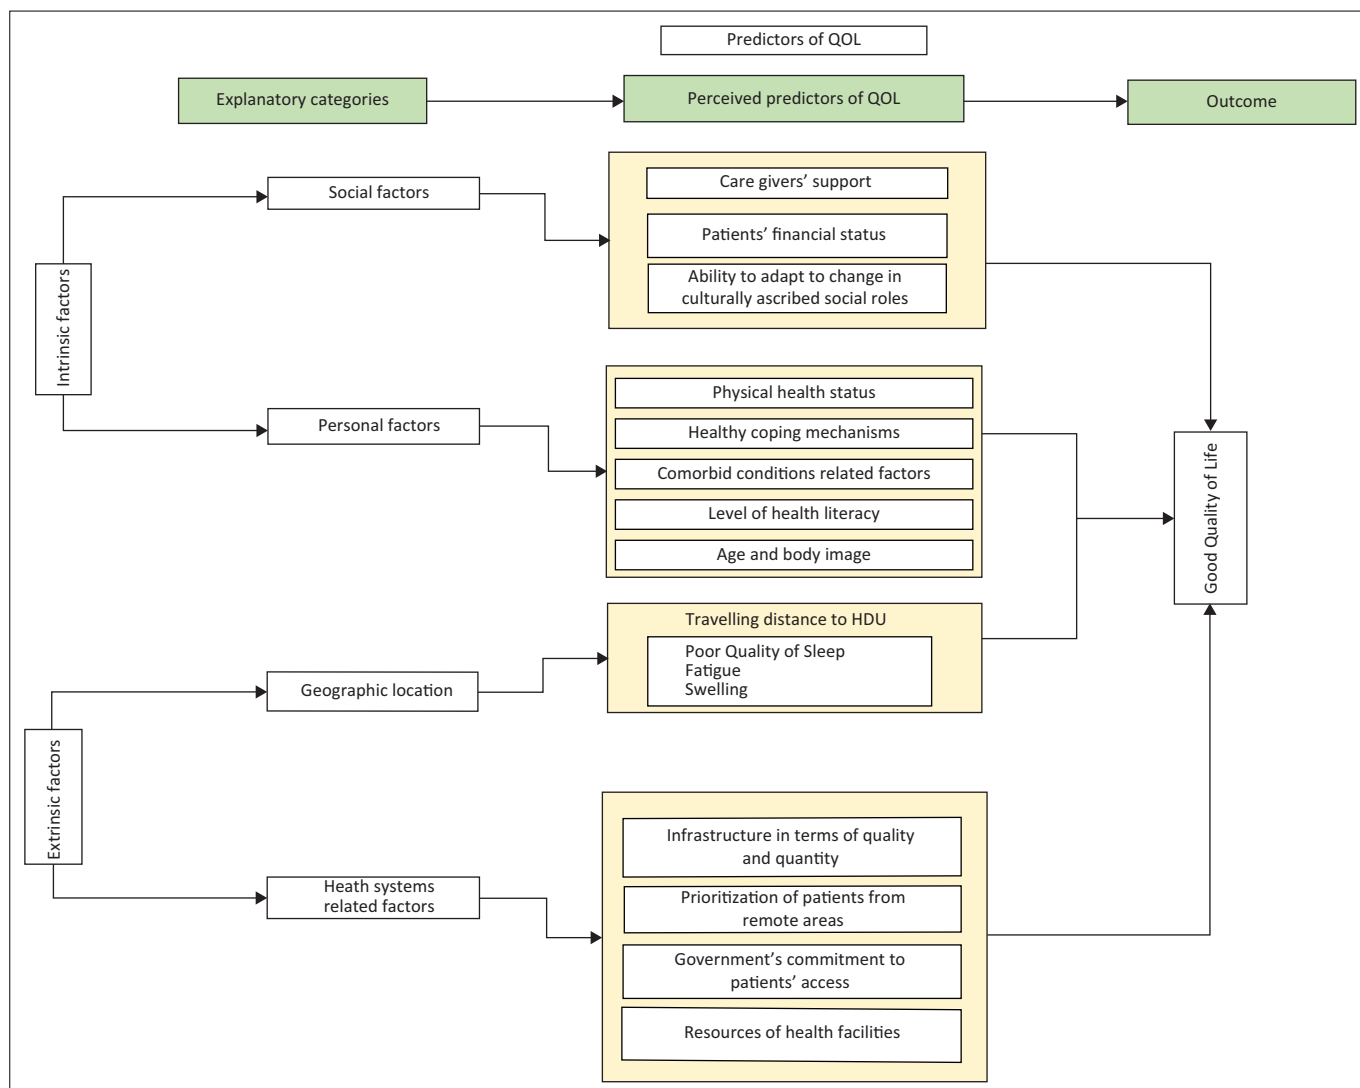 Predictors of QOL
Explanatory categories
Perceived predictors of QOL
Outcome
Intrinsic factors
Social factors
Care givers’ support
Patients’ financial status
Ability to adapt to change in
culturally ascribed social roles
Personal factors
Physical health status
Healthy coping mechanisms
Comorbid conditions related factors
Level of health literacy
Age and body image
Good Quality of Life
Extrinsic factors
Geographic location
Travelling distance to HDU
Poor Quality of Sleep
Fatigue
Swelling
Heath systems
related factors
Infrastructure in terms of quality
and quantity
Prioritization of patients from
remote areas
Government’s commitment to
patients’ access
Resources of health facilities